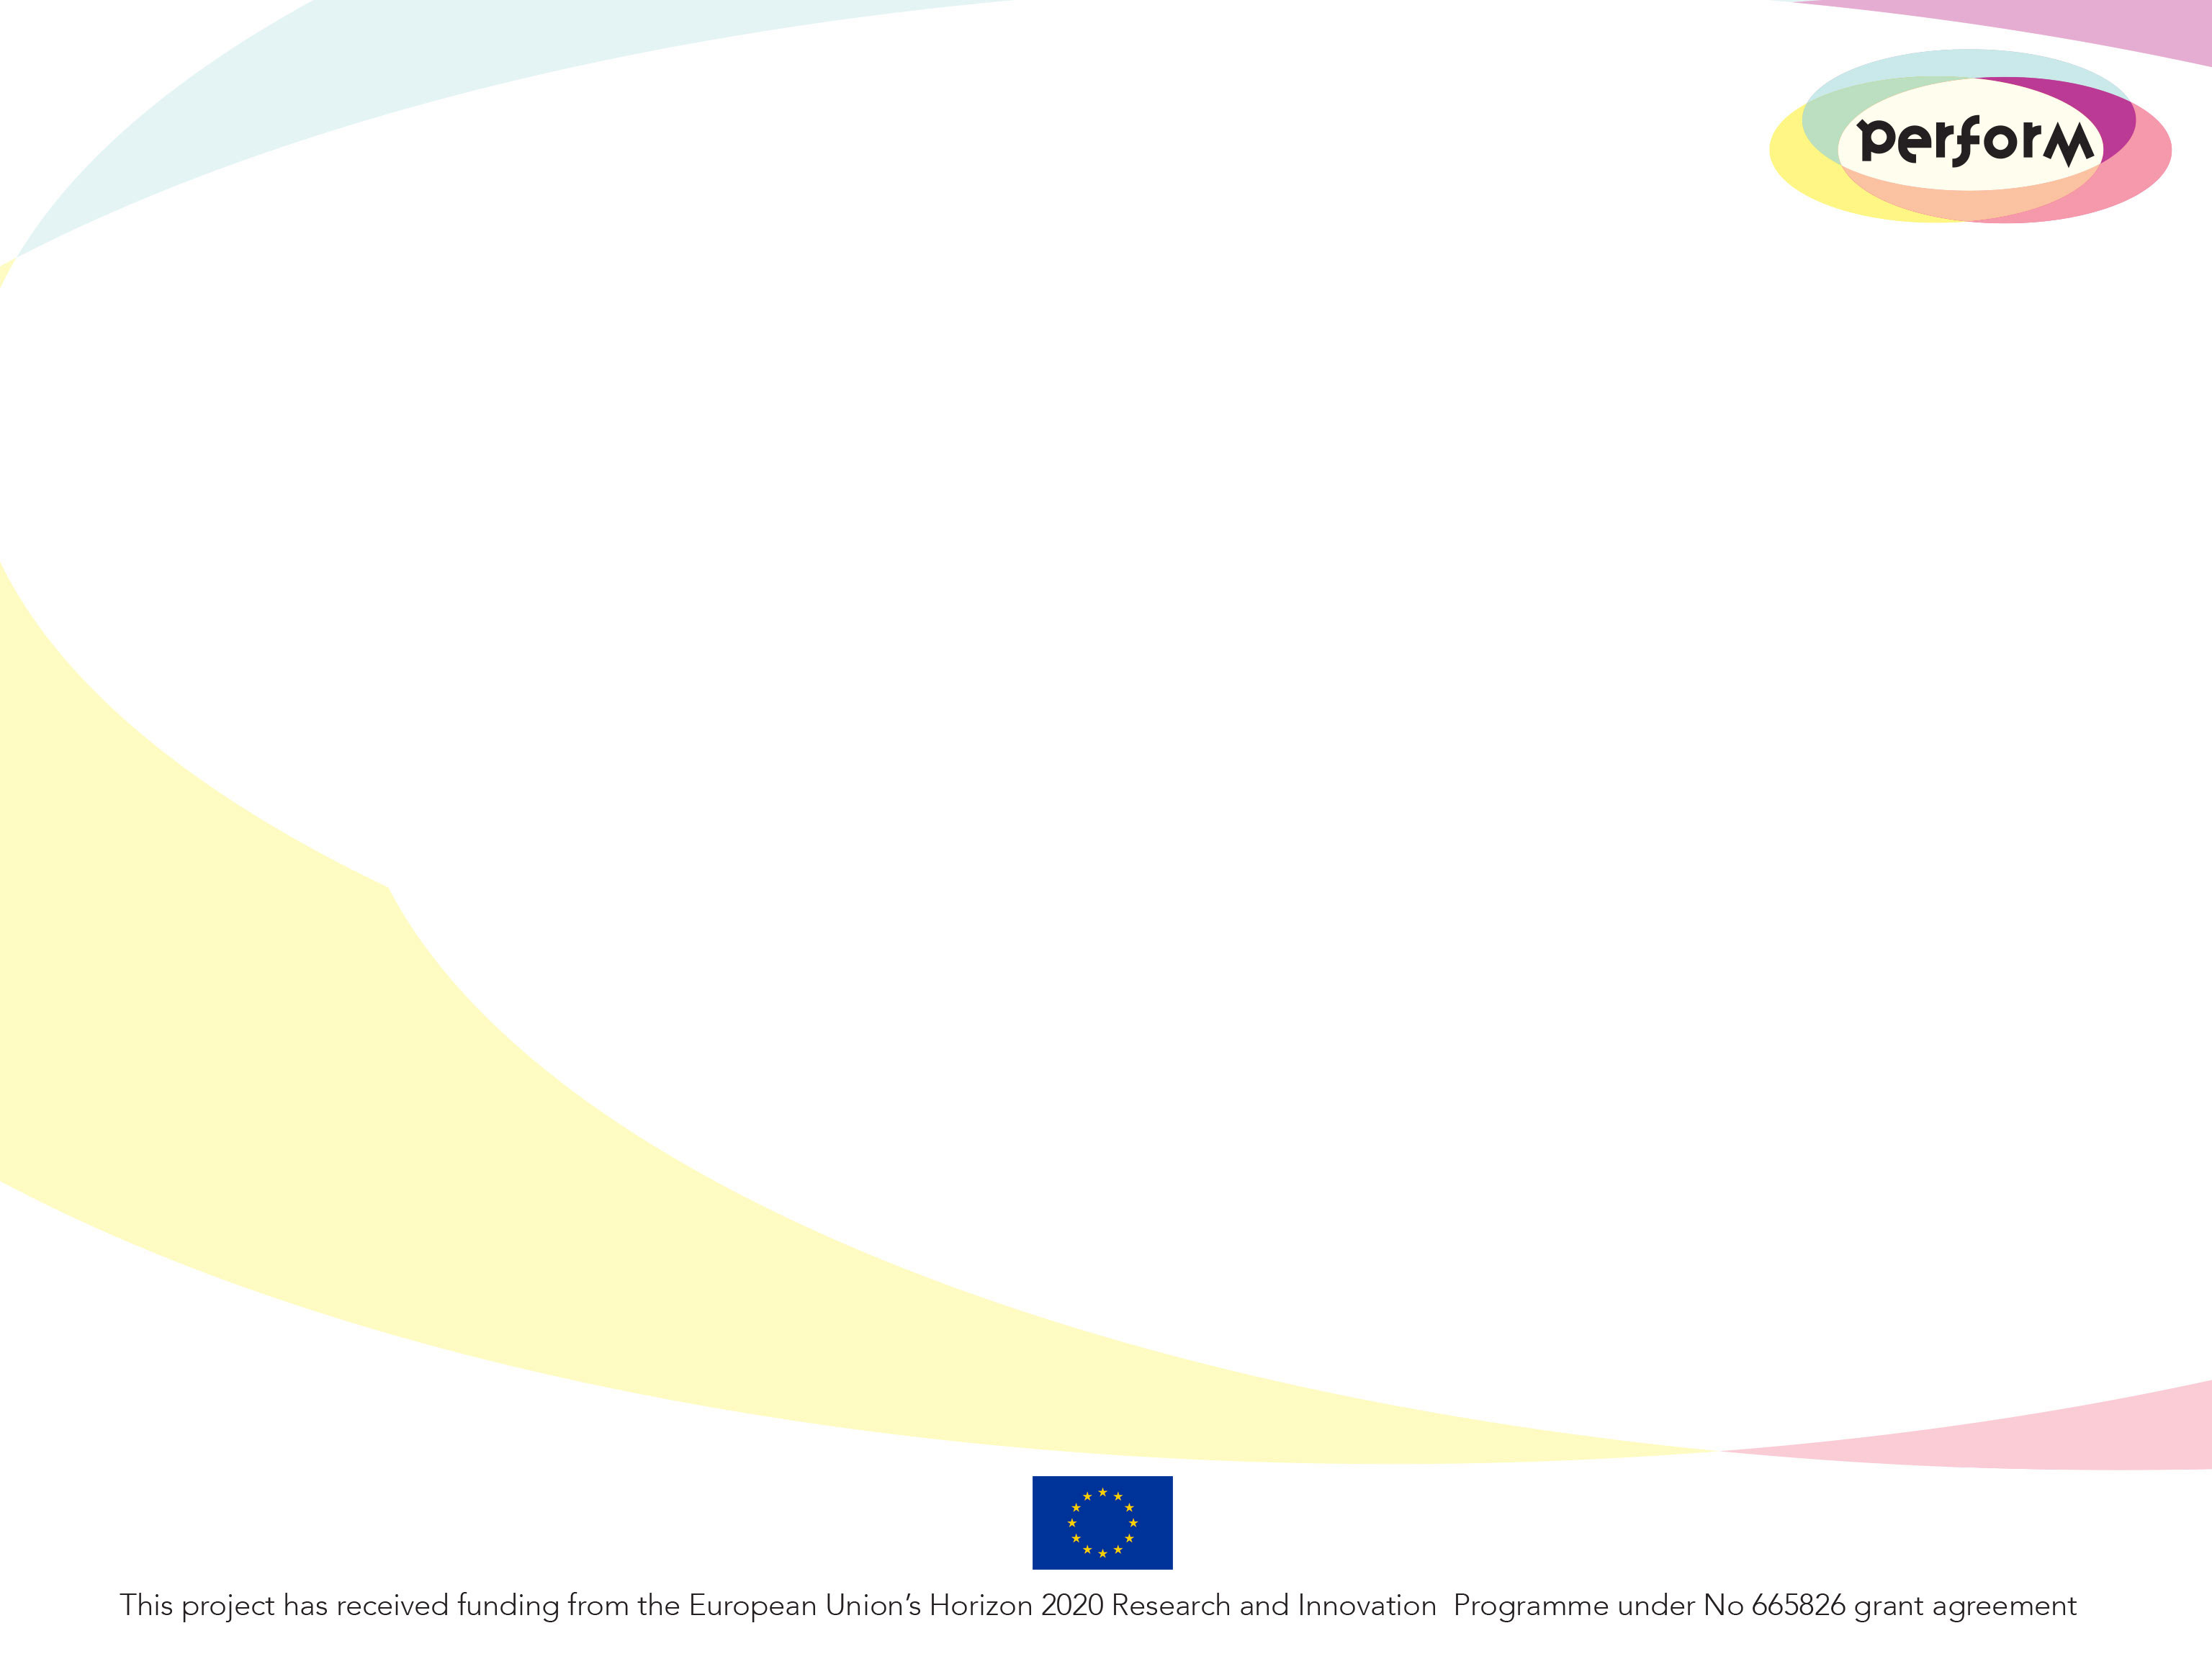 perform
This project has received funding from the European Union’s Horizon 2020 Research and Innovation  Programme under No 665826 grant agreement